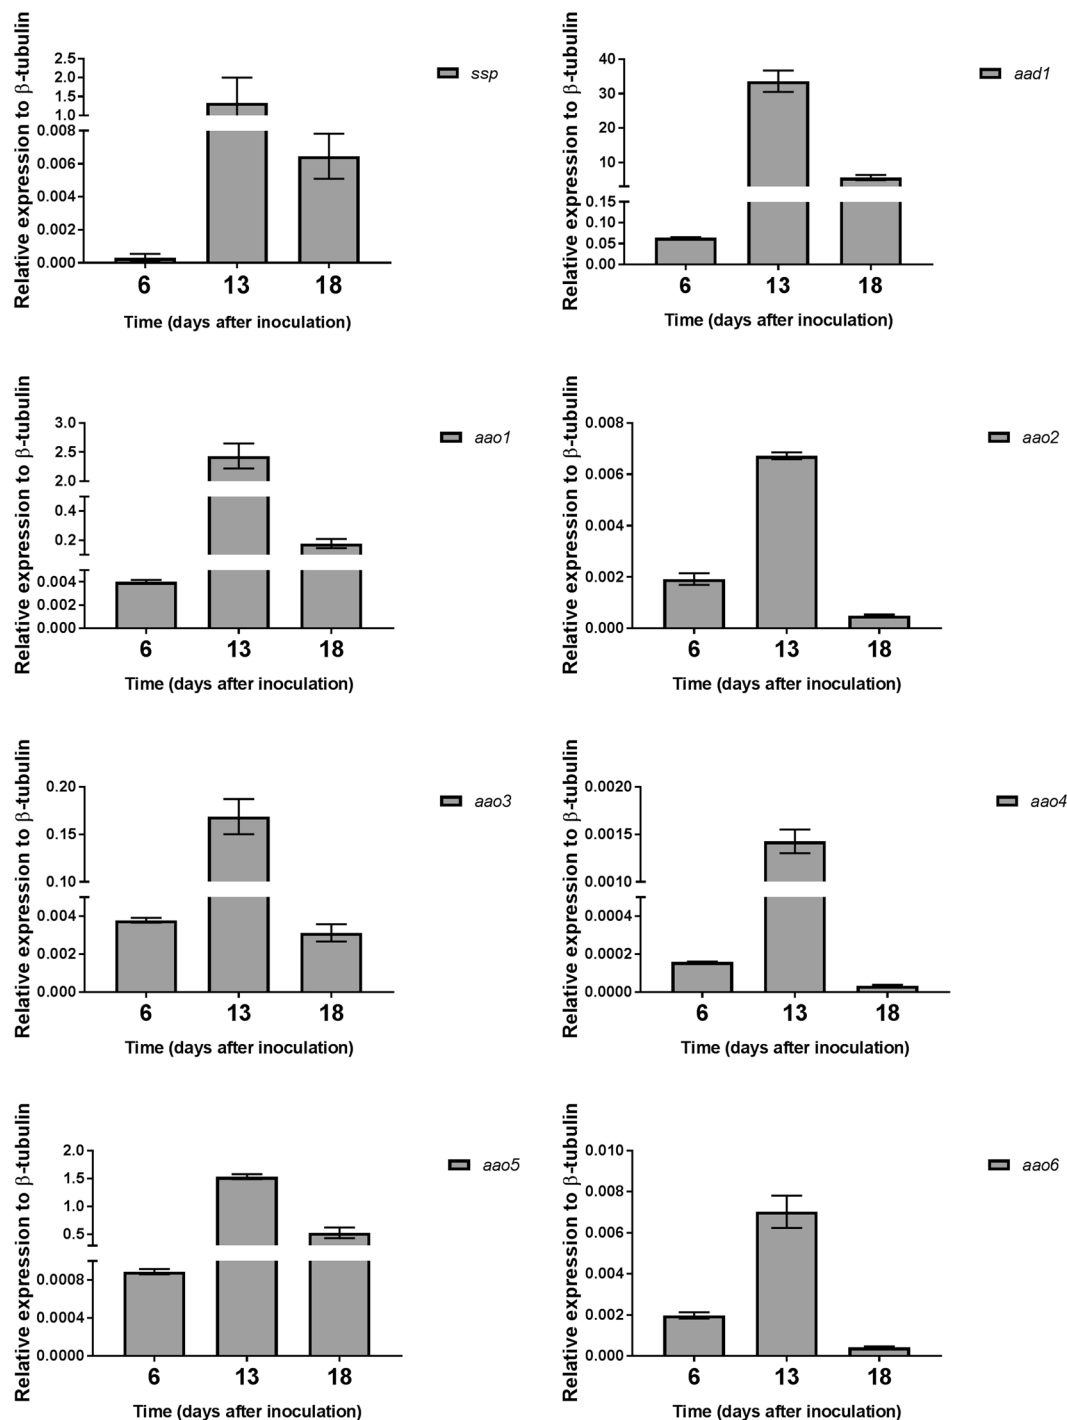 Relative expression to β-tubulin
2.5
2.0
1.5
1.0
0.008
0.006
0.004
0.002
0.000
6 13 18
Time (days after inoculation)
ssp
Relative expression to β-tubulin
40
30
20
10
0.15
0.10
0.05
0.00
6 13 18
Time (days after inoculation)
aad1
Relative expression to β-tubulin
3.0
2.5
2.0
0.4
0.2
0.004
0.002
0.000
6 13 18
Time (days after inoculation)
aao1
Relative expression to β-tubulin
0.008
0.006
0.004
0.002
0.000
6 13 18
Time (days after inoculation)
aao2
Relative expression to β-tubulin
0.20
0.15
0.10
0.004
0.002
0.000
6 13 18
Time (days after inoculation)
aao3
Relative expression to β-tubulin
0.0020
0.0015
0.0010
0.0004
0.0002
0.0000
6 13 18
Time (days after inoculation)
aao4
Relative expression to β-tubulin
2.0
1.5
1.0
0.5
0.0008
0.0004
0.0000
6 13 18
Time (days after inoculation)
aao5
Relative expression to β-tubulin
0.010
0.008
0.006
0.004
0.002
0.000
6 13 18
Time (days after inoculation)
aao6